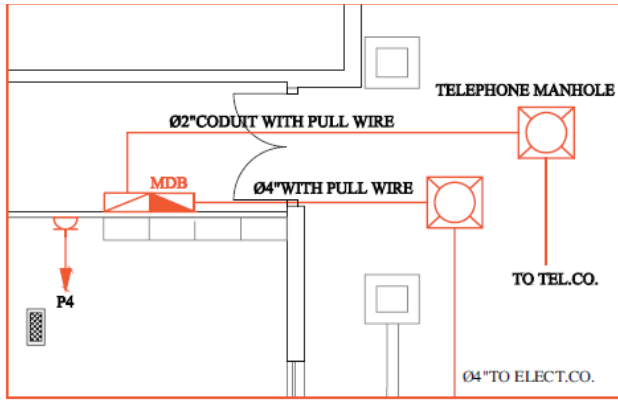 TELEPHONE MANHOLE
Ø2"CODUIT WITH PULL WIRE
MDB
Ø4"WITH PULL WIRE
TO TEL.CO.
P4
Ø4"TO ELECT.CO.